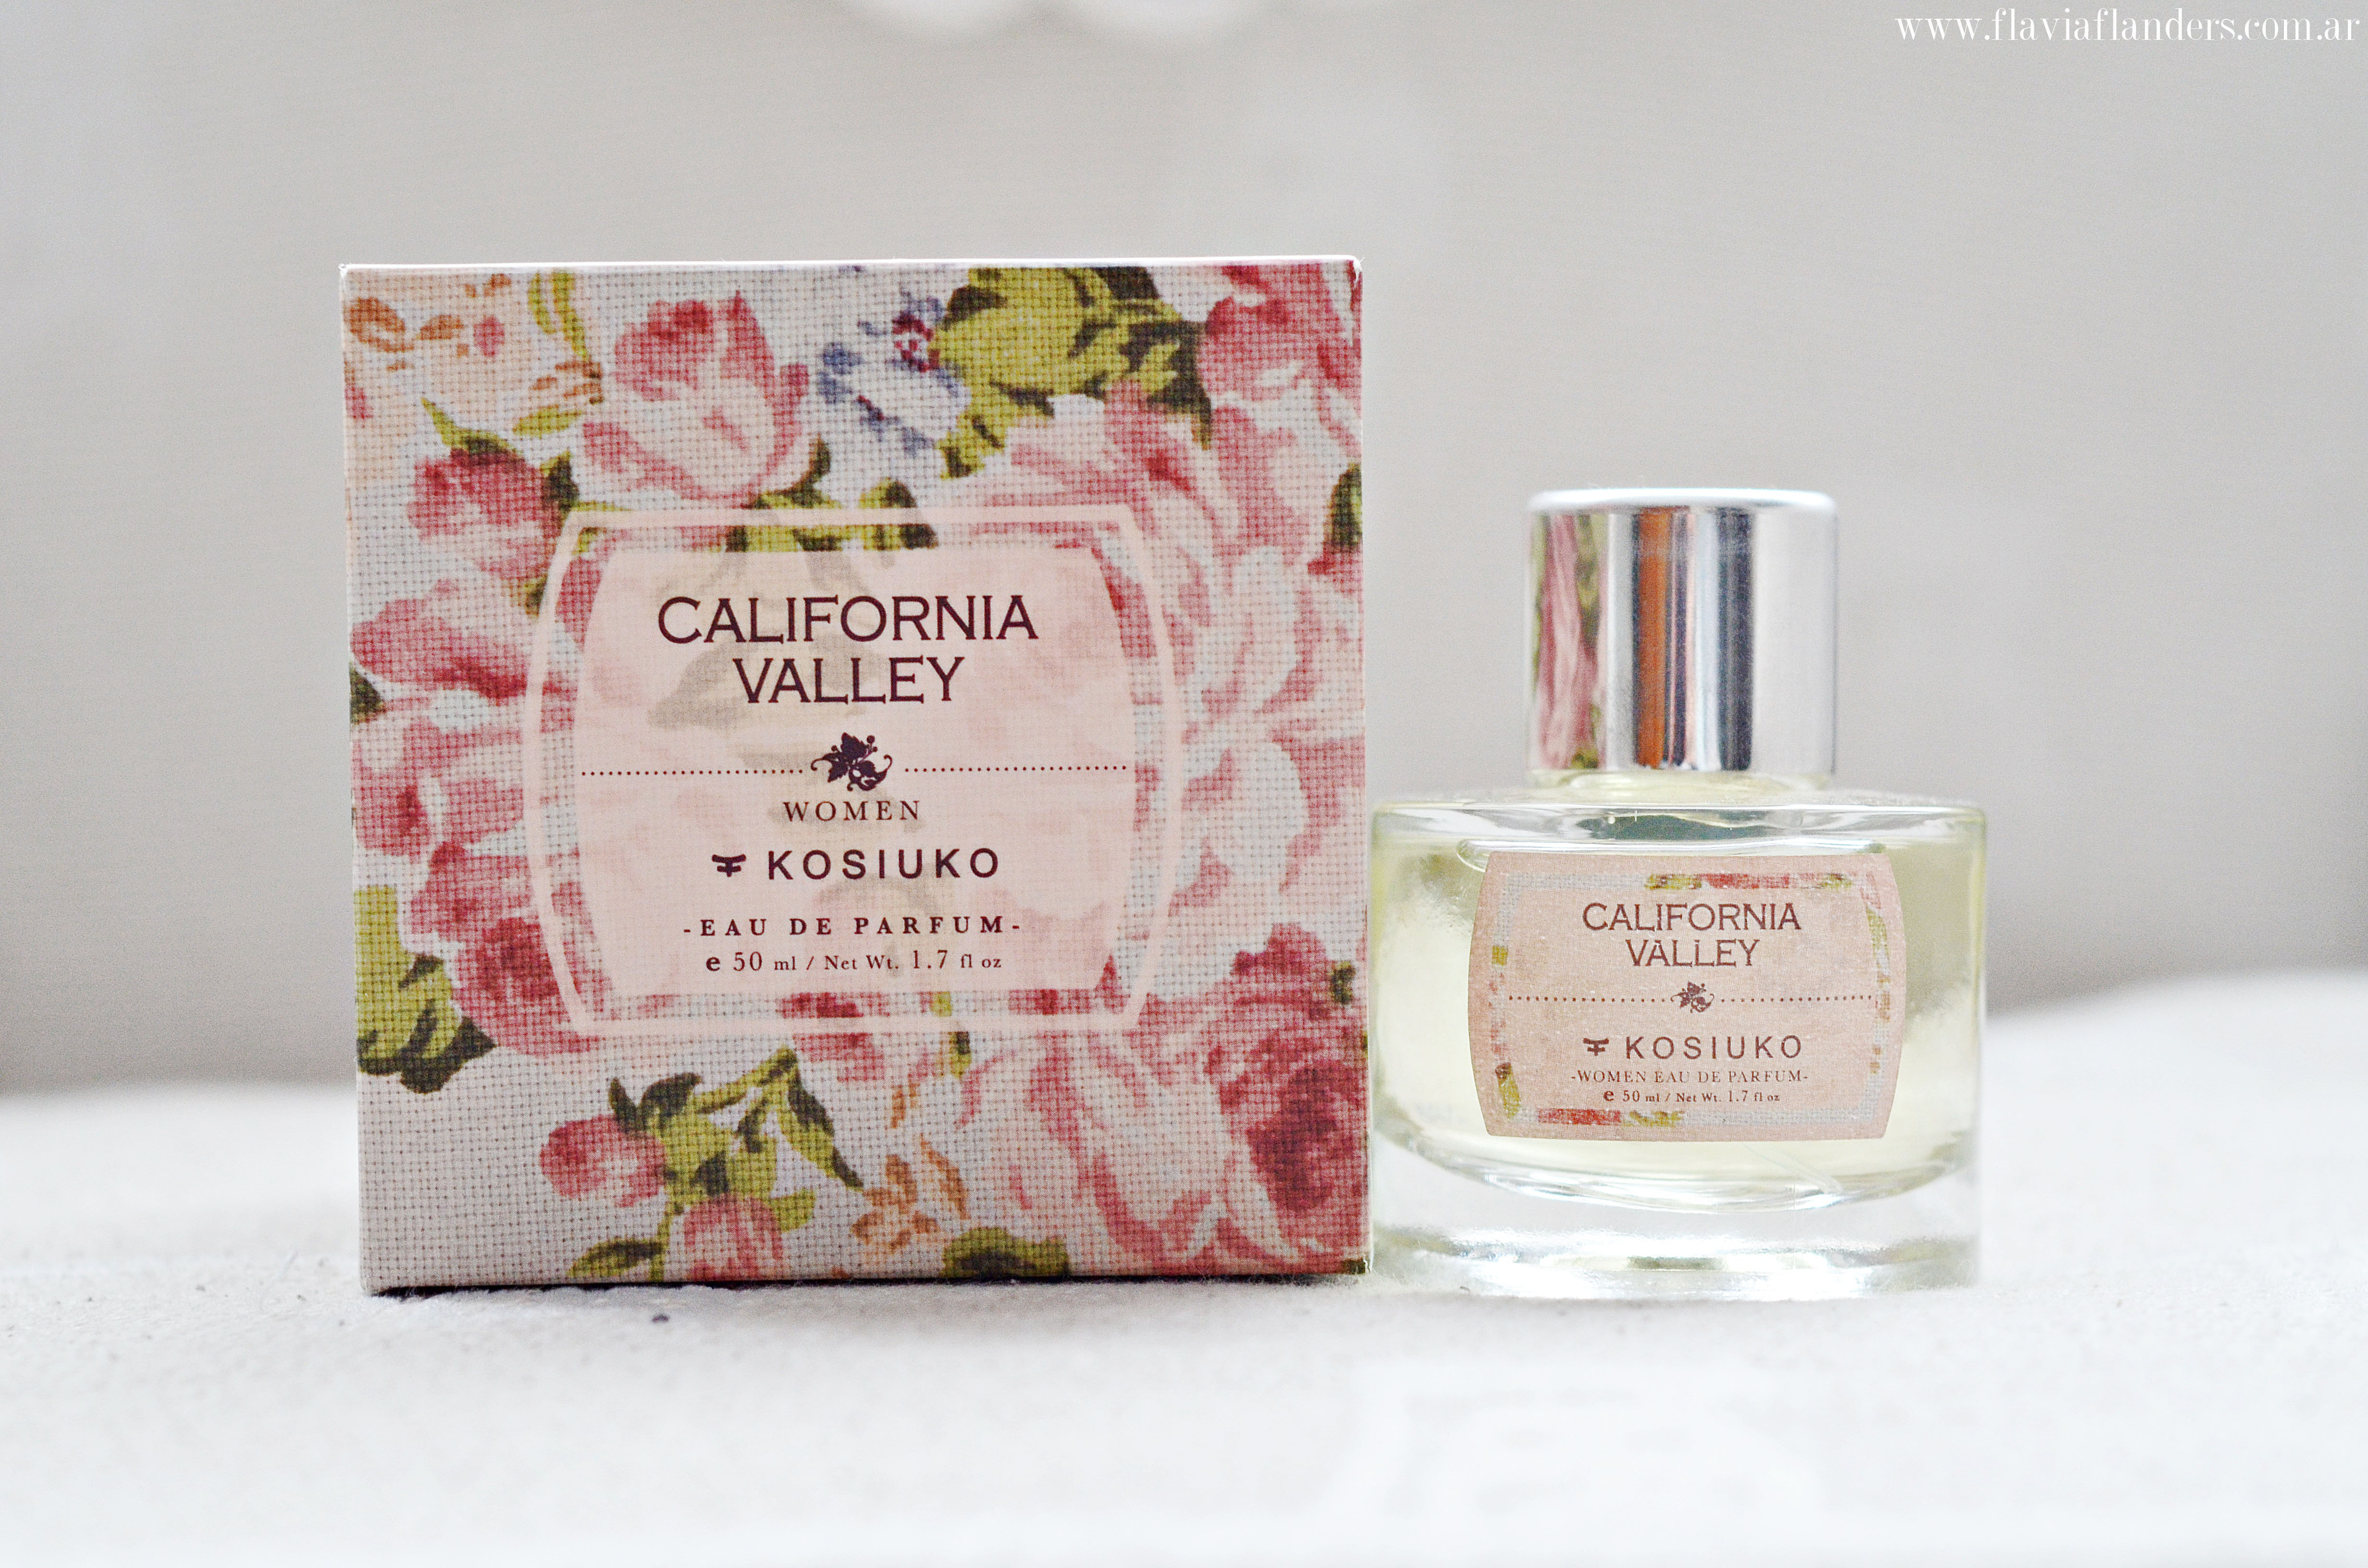 www.flaviaflanders.com.ar
CALIFORNIA
VALLEY
WOMEN
KOSIUKO
-EAU DE PARFUM-
e 50 ml / Net Wt. 1.7 fl oz
CALIFORNIA
VALLEY
KOSIUKO
-WOMEN EAU DE PARFUM-
e 50 ml / Net Wt. 1.7 fl oz